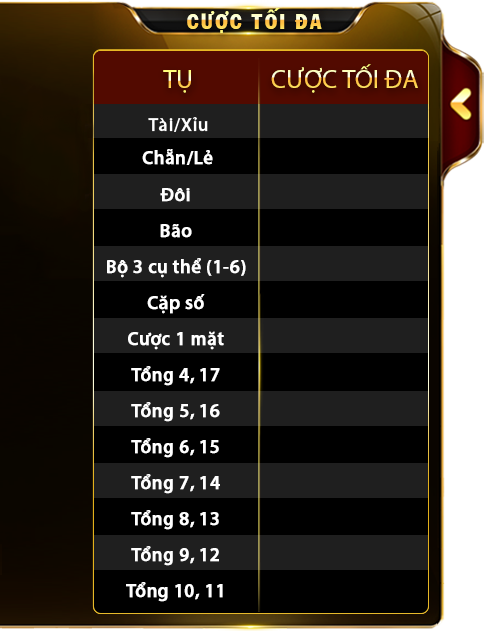 CƯỢC TỐI ĐA
TỤ CƯỢC TỐI ĐA
Tài/Xỉu
Chẵn/Lẻ
Đôi
Bão
Bộ 3 cụ thể (1-6)
Cặp số
Cược 1 mặt
Tổng 4, 17
Tổng 5, 16
Tổng 6, 15
Tổng 7, 14
Tổng 8, 13
Tổng 9, 12
Tổng 10, 11